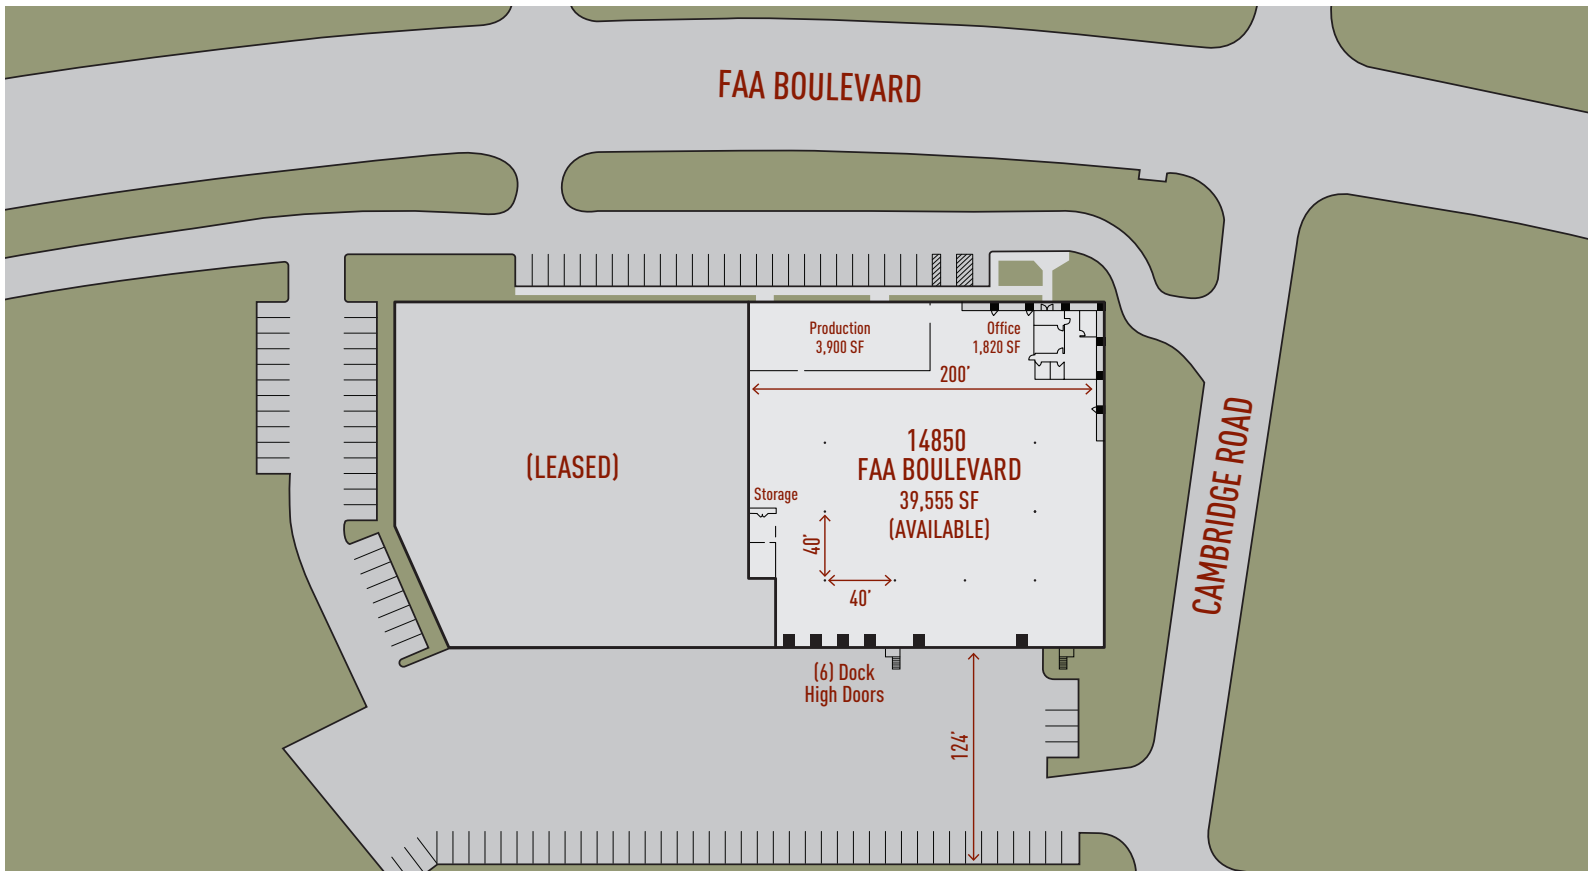 FAA BOULEVARD
Production
3,900 SF
Office
1,820 SF
200'
14850
FAA BOULEVARD
39,555 SF
(AVAILABLE)
(LEASED)
Storage
40'
40'
CAMBRIDGE ROAD
(6) Dock
High Doors
124'